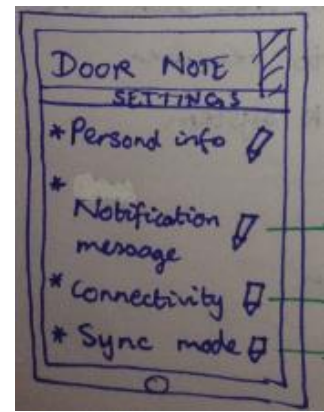 DOOR NOTE
SETTINGS
* Persond info
*
Notification
message
* Connectivity
* Sync mode